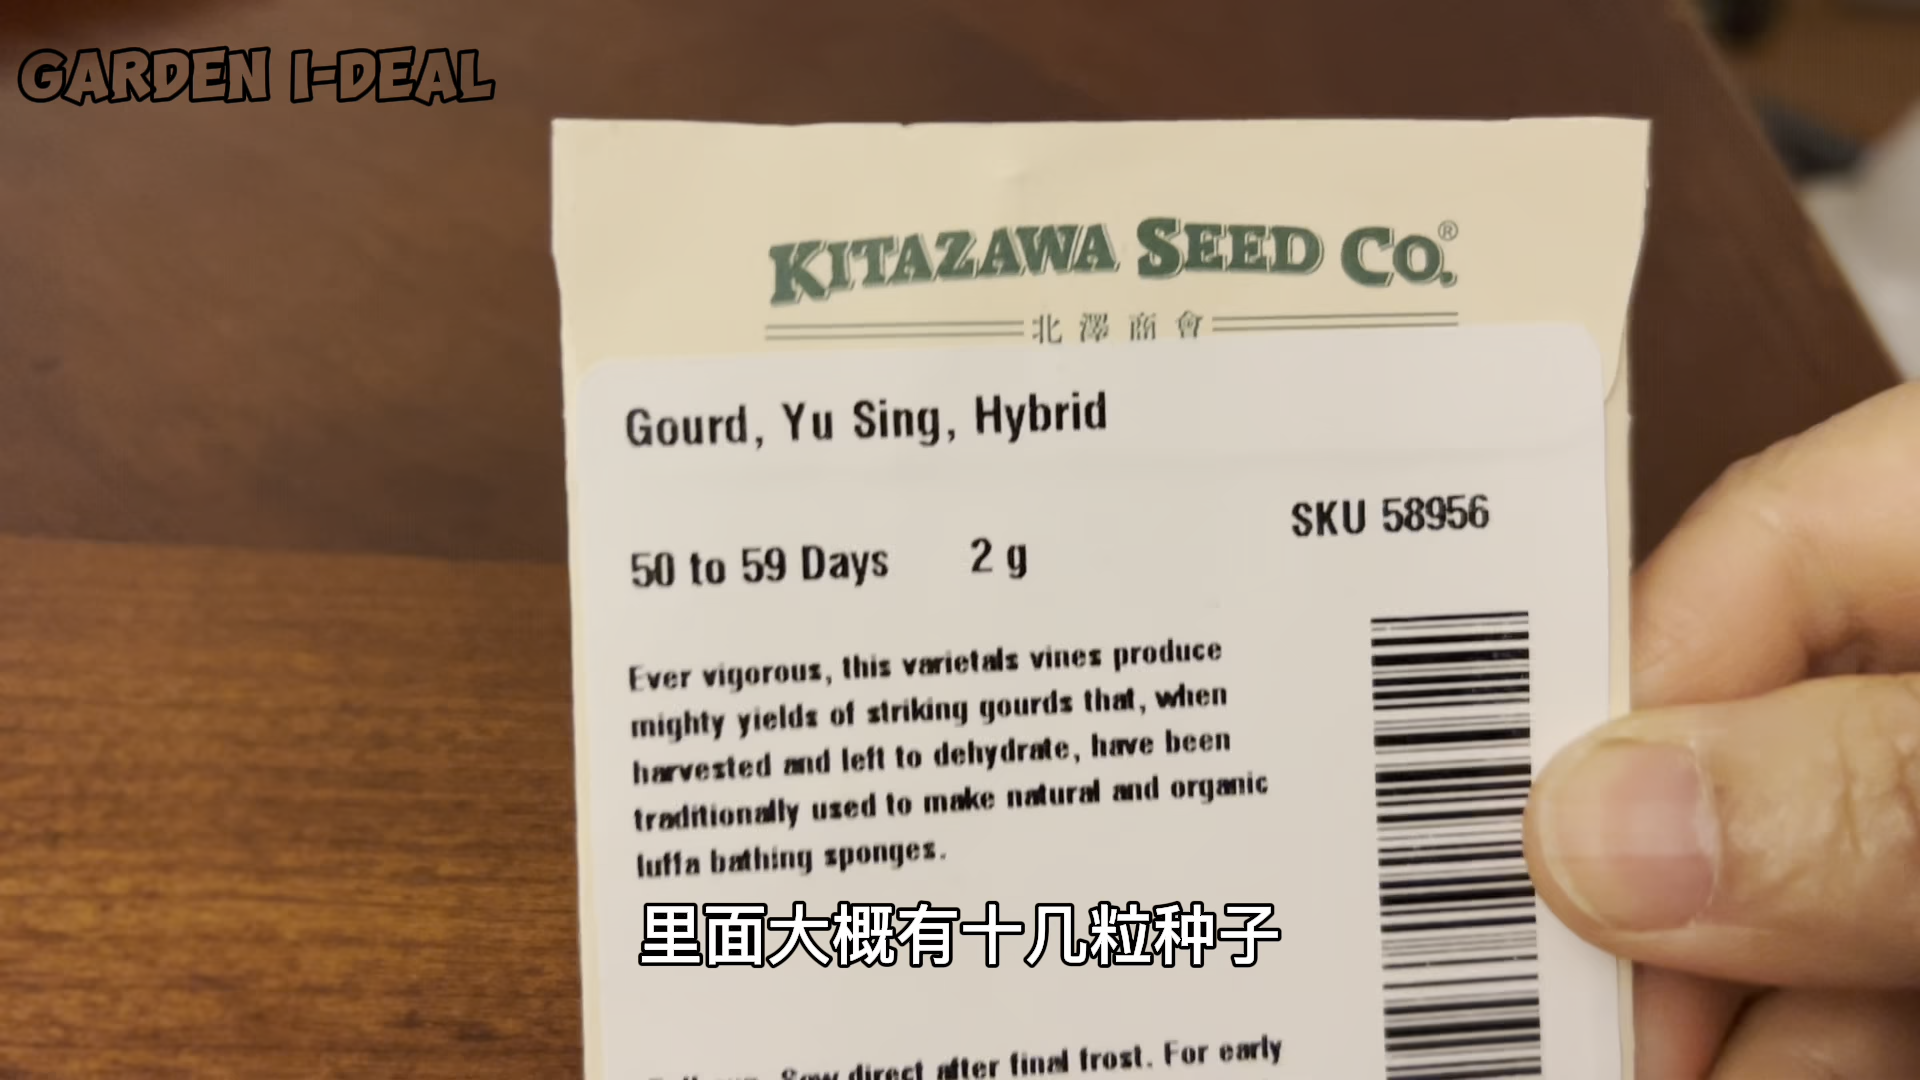 GARDEN I-DEAL
KITAZAWA SEED CO.®
北澤商會
Gourd, Yu Sing, Hybrid
SKU 58956
50 to 59 Days 2 g
Ever vigorous, this varietals vines produce
mighty yields of striking gourds that, when
harvested and left to dehydrate, have been
traditionally used to make natural and organic
luffa bathing sponges.
里面大概有十几粒种子
Sow direct after final frost. For early